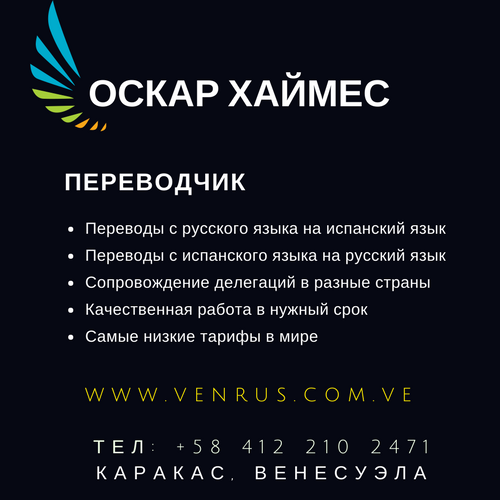 ОСКАР ХАЙМЕС
ПЕРЕВОДЧИК
• Переводы с русского языка на испанский язык
• Переводы с испанского языка на русский язык
• Сопровождение делегаций в разные страны
• Качественная работа в нужный срок
• Самые низкие тарифы в мире
WWW.VENRUS.COM.VE
ТЕЛ: +58 412 210 2471
КАРАКАС, ВЕНЕСУЭЛА